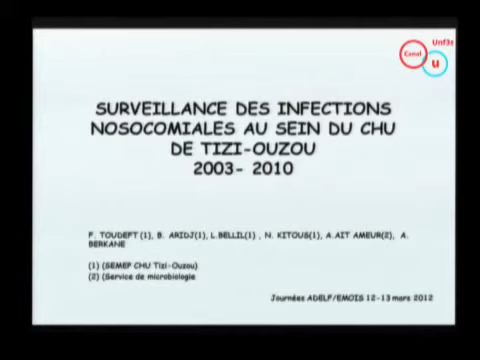 Unf3s
Canal
u
SURVEILLANCE DES INFECTIONS
NOSOCOMIALES AU SEIN DU CHU
DE TIZI-OUZOU
2003- 2010
F. TOUDEFT (1), B. ARIDJ(1), L.BELLIL(1) , N. KITOUS(1), A.AIT AMEUR(2), A.
BERKANE
(1) (SEMEP CHU Tizi-Ouzou)
(2) (Service de microbiologie
Journées ADELF/EMOIS 12-13 mars 2012